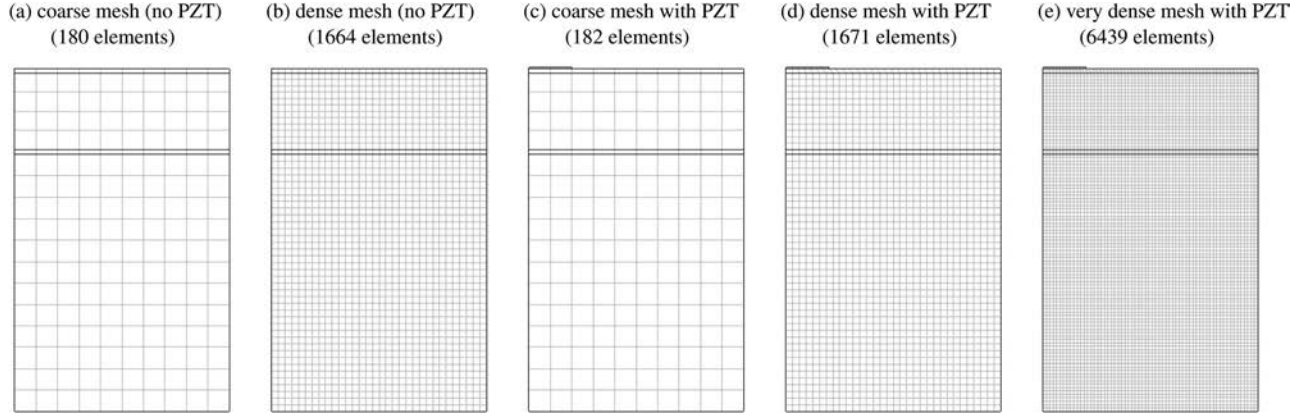 (a) coarse mesh (no PZT)
(180 elements)
(b) dense mesh (no PZT)
(1664 elements)
(c) coarse mesh with PZT
(182 elements)
(d) dense mesh with PZT
(1671 elements)
(e) very dense mesh with PZT
(6439 elements)